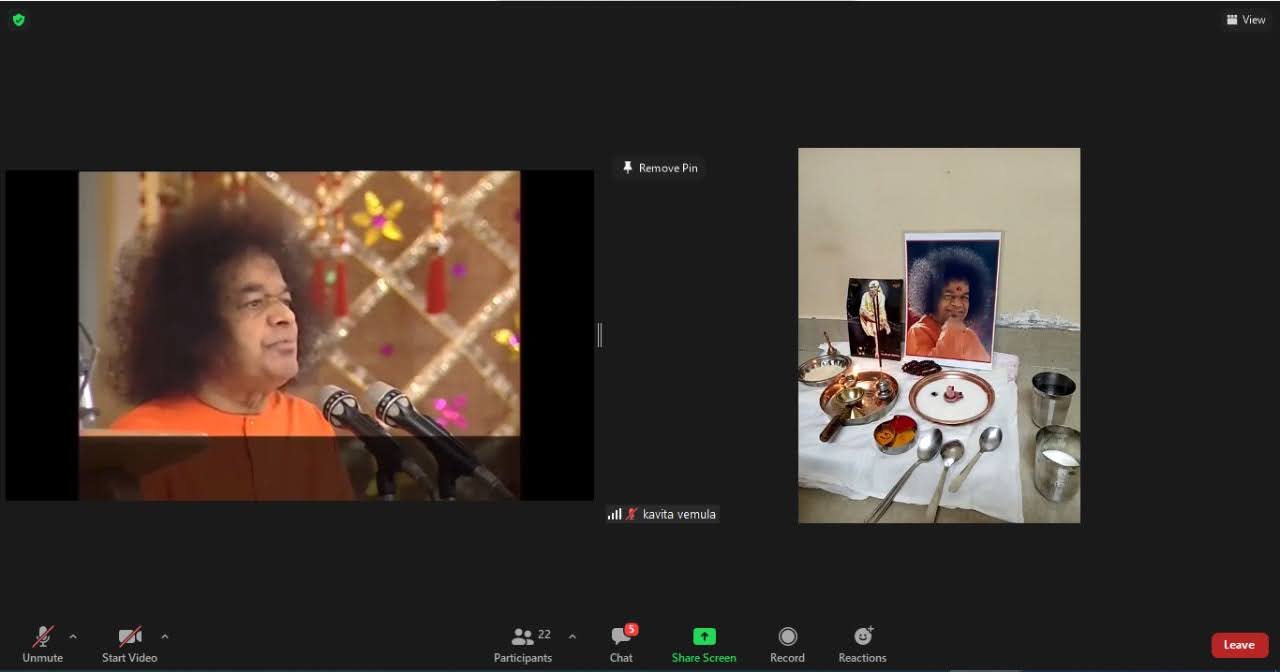 View
Remove Pin
kavita vemula
Unmute
Start Video
22
Participants
5
Chat
Share Screen
Record
Reactions
Leave